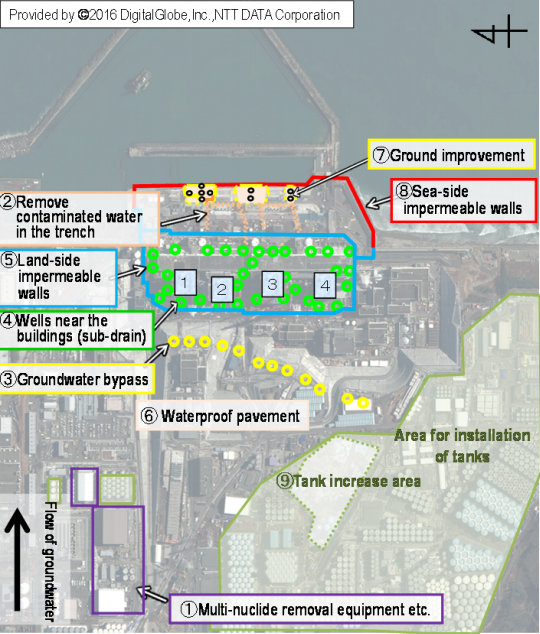 Provided by ©2016 DigitalGlobe,Inc.,NTT DATA Corporation
⑦Ground improvement
⑧Sea-side
impermeable walls
②Remove
contaminated water
in the trench
⑤Land-side
impermeable
walls
1
2
3
4
④Wells near the
buildings (sub-drain)
③Groundwater bypass
⑥ Waterproof pavement
Area for installation
of tanks
⑨Tank increase area
Flow of groundwater
①Multi-nuclide removal equipment etc.